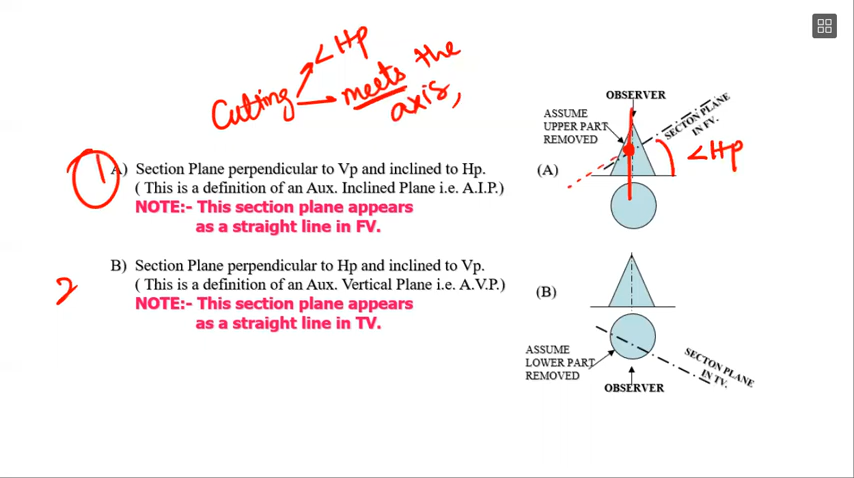 Cutting <Hp
meets the
axis,
1
A) Section Plane perpendicular to Vp and inclined to Hp.
( This is a definition of an Aux. Inclined Plane i.e. A.I.P.)
NOTE:- This section plane appears
as a straight line in FV.
2
B) Section Plane perpendicular to Hp and inclined to Vp.
( This is a definition of an Aux. Vertical Plane i.e. A.V.P.)
NOTE:- This section plane appears
as a straight line in TV.
OBSERVER
ASSUME
UPPER PART
REMOVED
SECTON PLANE
IN FV.
(A)
<Hp
(B)
ASSUME
LOWER PART
REMOVED
OBSERVER
SECTON PLANE
IN TV.